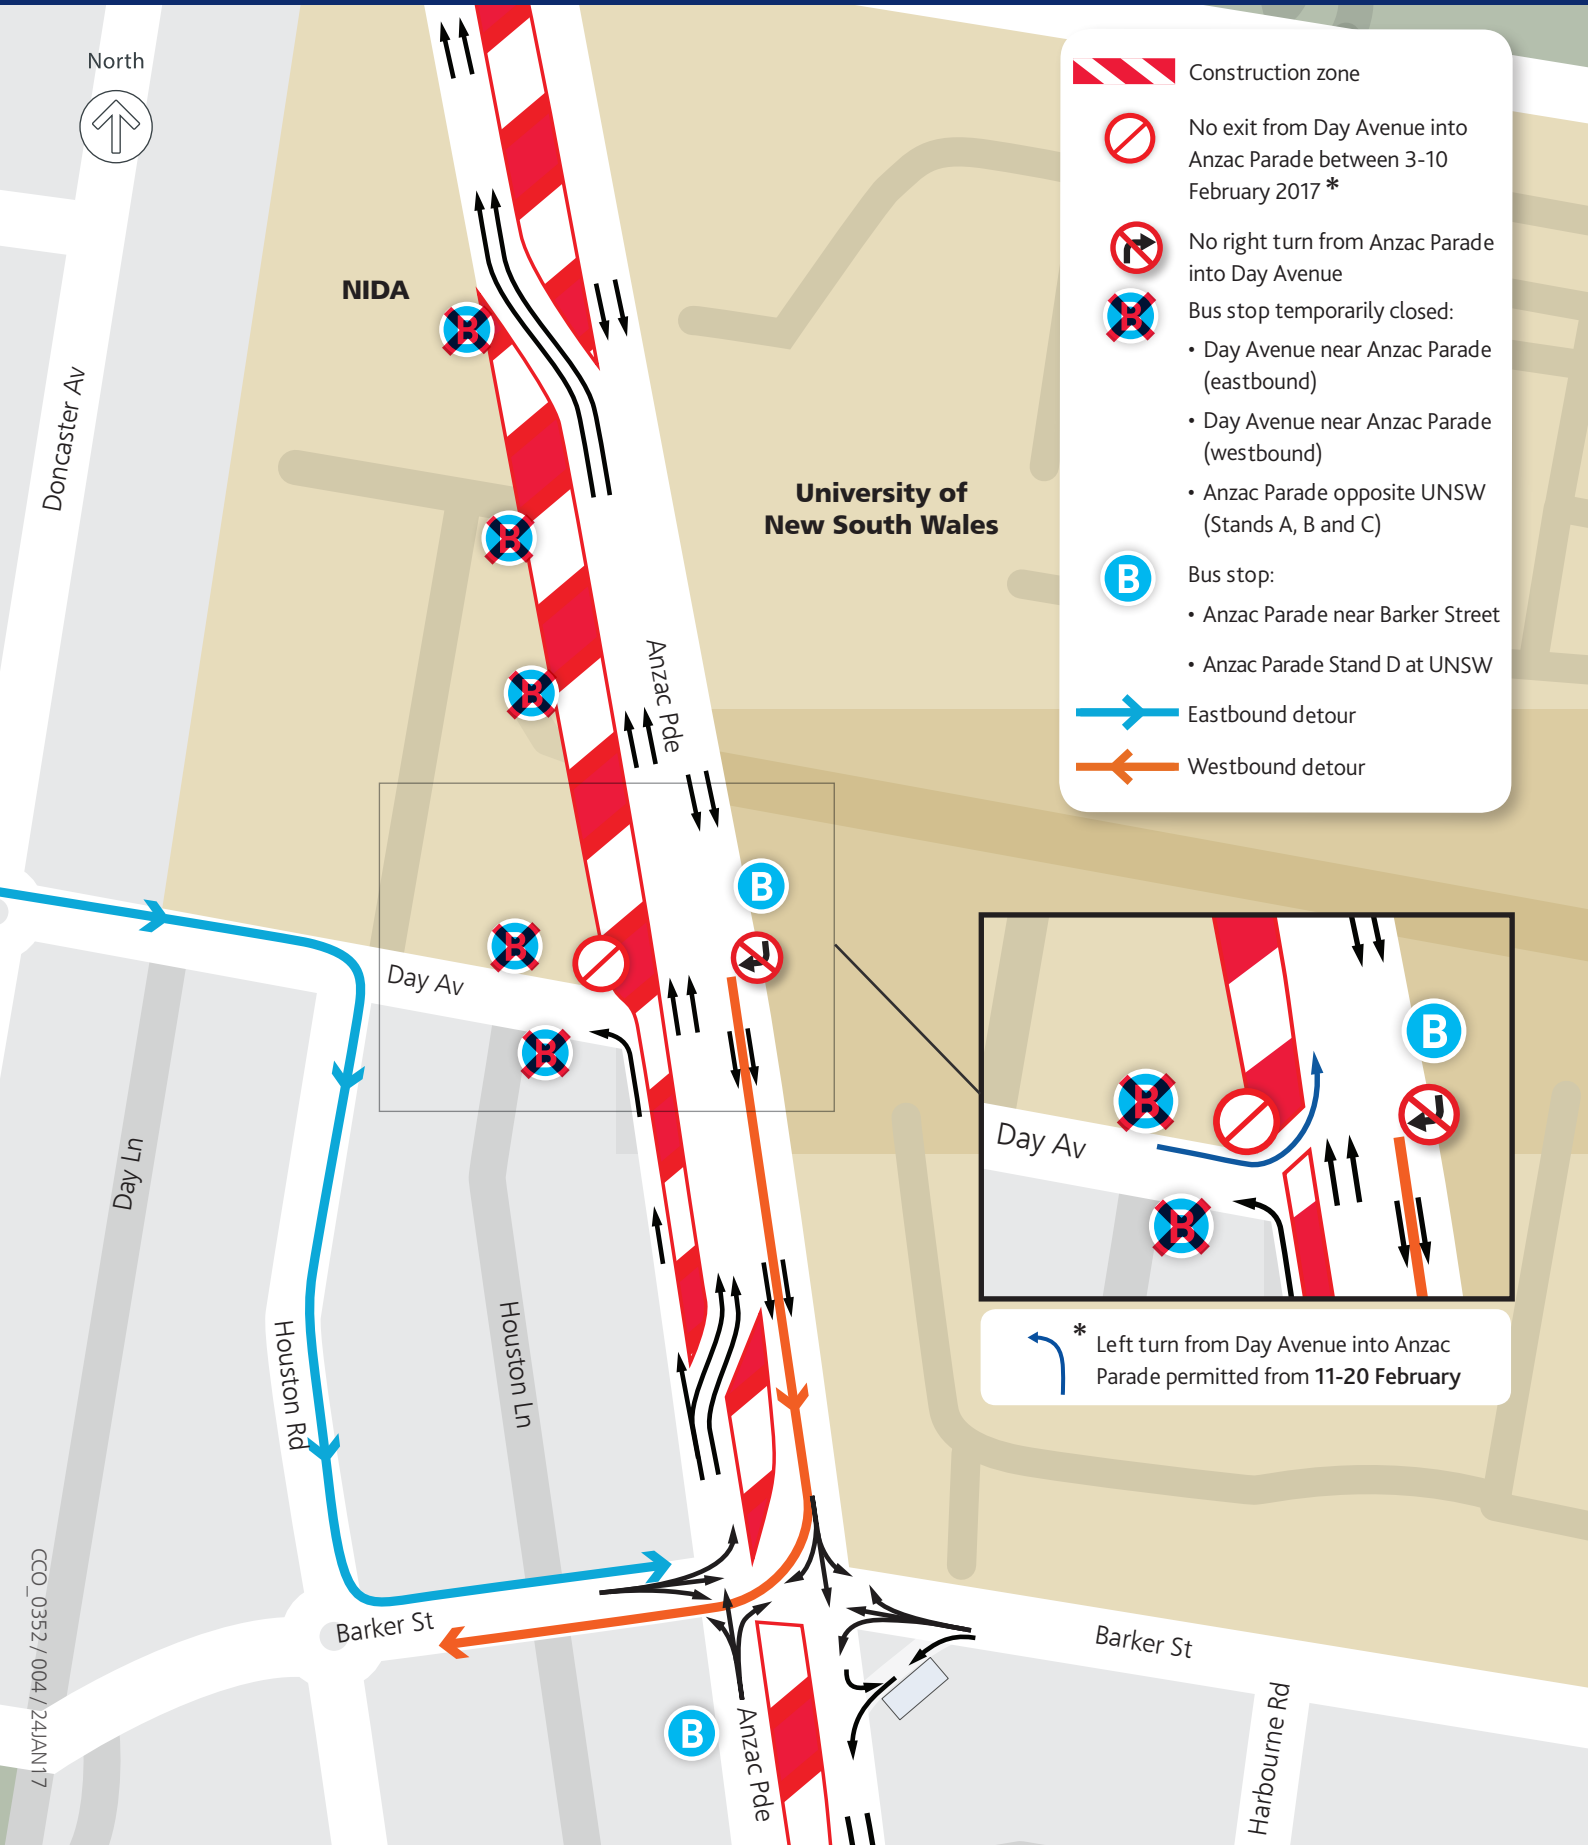 North
Construction zone
No exit from Day Avenue into
Anzac Parade between 3-10
February 2017 *
No right turn from Anzac Parade
into Day Avenue
B
Bus stop temporarily closed:
• Day Avenue near Anzac Parade
(eastbound)
• Day Avenue near Anzac Parade
(westbound)
• Anzac Parade opposite UNSW
(Stands A, B and C)
B
Bus stop:
• Anzac Parade near Barker Street
• Anzac Parade Stand D at UNSW
Eastbound detour
Westbound detour
NIDA
B
Doncaster Av
University of
New South Wales
B
B
Anzac Pde
B
B
Day Av
B
B
B
Day Av
B
Day Ln
Houston Rd
Houston Ln
* Left turn from Day Avenue into Anzac
Parade permitted from 11-20 February
Barker St
Barker St
B
Anzac Pde
Harbourne Rd
CCO_0352 / 004 / 24JAN17